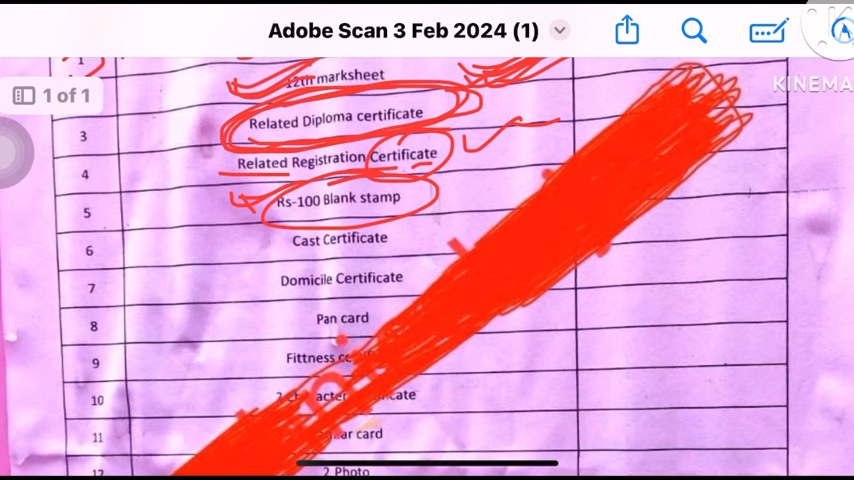 Adobe Scan 3 Feb 2024 (1)
KINEMA
1 of 1
12th marksheet
3 Related Diploma certificate
4 Related Registration Certificate
5 Rs-100 Blank stamp
6 Cast Certificate
7 Domicile Certificate
8 Pan card
9 Fittness
10
11 card
12 2 Photo